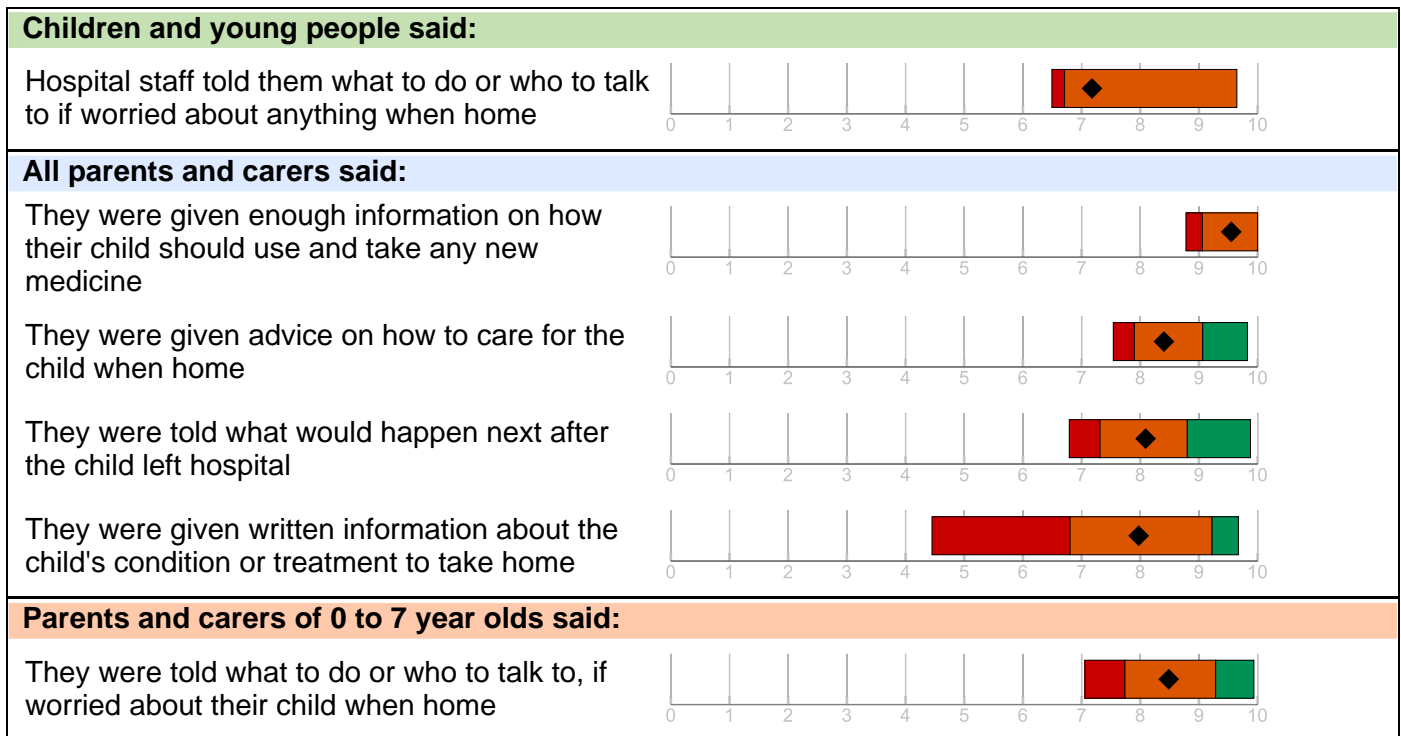 Children and young people said:
Hospital staff told them what to do or who to talk
to if worried about anything when home
0 1 2 3 4 5 6 7 8 9 10
All parents and carers said:
They were given enough information on how
their child should use and take any new
medicine
0 1 2 3 4 5 6 7 8 9 10
They were given advice on how to care for the
child when home
0 1 2 3 4 5 6 7 8 9 10
They were told what would happen next after
the child left hospital
0 1 2 3 4 5 6 7 8 9 10
They were given written information about the
child's condition or treatment to take home
0 1 2 3 4 5 6 7 8 9 10
Parents and carers of 0 to 7 year olds said:
They were told what to do or who to talk to, if
worried about their child when home
0 1 2 3 4 5 6 7 8 9 10